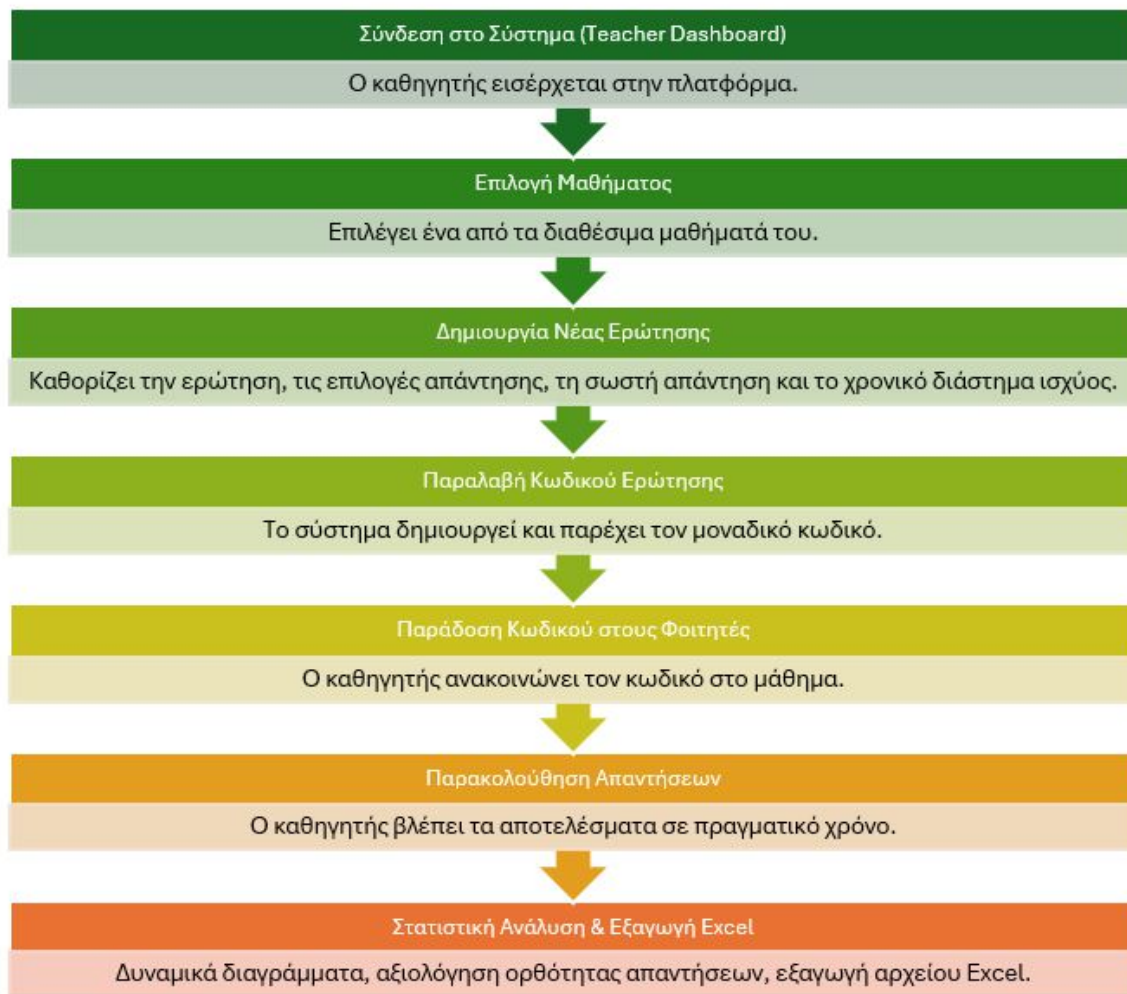 Σύνδεση στο Σύστημα (Teacher Dashboard)
Ο καθηγητής εισέρχεται στην πλατφόρμα.
Επιλογή Μαθήματος
Επιλέγει ένα από τα διαθέσιμα μαθήματά του.
Δημιουργία Νέας Ερώτησης
Καθορίζει την ερώτηση, τις επιλογές απάντησης, τη σωστή απάντηση και το χρονικό διάστημα ισχύος.
Παραλαβή Κωδικού Ερώτησης
Το σύστημα δημιουργεί και παρέχει τον μοναδικό κωδικό.
Παράδοση Κωδικού στους Φοιτητές
Ο καθηγητής ανακοινώνει τον κωδικό στο μάθημα.
Παρακολούθηση Απαντήσεων
Ο καθηγητής βλέπει τα αποτελέσματα σε πραγματικό χρόνο.
Στατιστική Ανάλυση & Εξαγωγή Excel
Δυναμικά διαγράμματα, αξιολόγηση ορθότητας απαντήσεων, εξαγωγή αρχείου Excel.